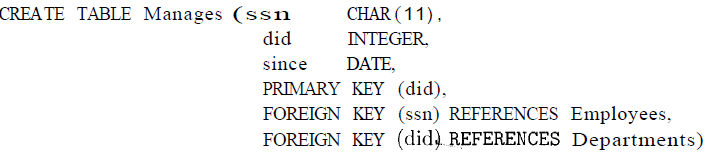 CREATE TABLE Manages (ssn CHAR(11),
did INTEGER,
since DATE,
PRIMARY KEY (did),
FOREIGN KEY (ssn) REFERENCES Employees,
FOREIGN KEY (did) REFERENCES Departments)